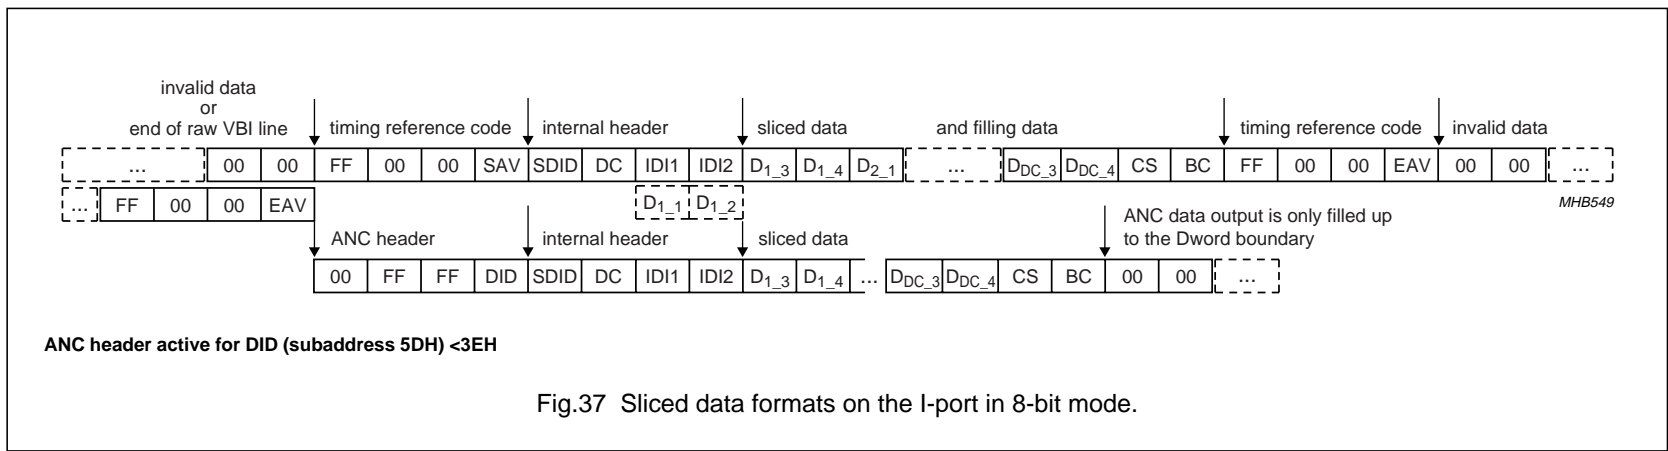 invalid data
or
end of raw VBI line
timing reference code internal header sliced data and filling data timing reference code invalid data
... 00 00 FF 00 00 SAV SDID DC IDI1 IDI2 D1_3 D1_4 D2_1 ... DDC_3 DDC_4 CS BC FF 00 00 EAV 00 00 ...
... FF 00 00 EAV D1_1 D1_2 MHB549
ANC data output is only filled up
to the Dword boundary
ANC header internal header sliced data
00 FF FF DID SDID DC IDI1 IDI2 D1_3 D1_4 ... DDC_3 DDC_4 CS BC 00 00 ...
ANC header active for DID (subaddress 5DH) <3EH
Fig.37 Sliced data formats on the I-port in 8-bit mode.